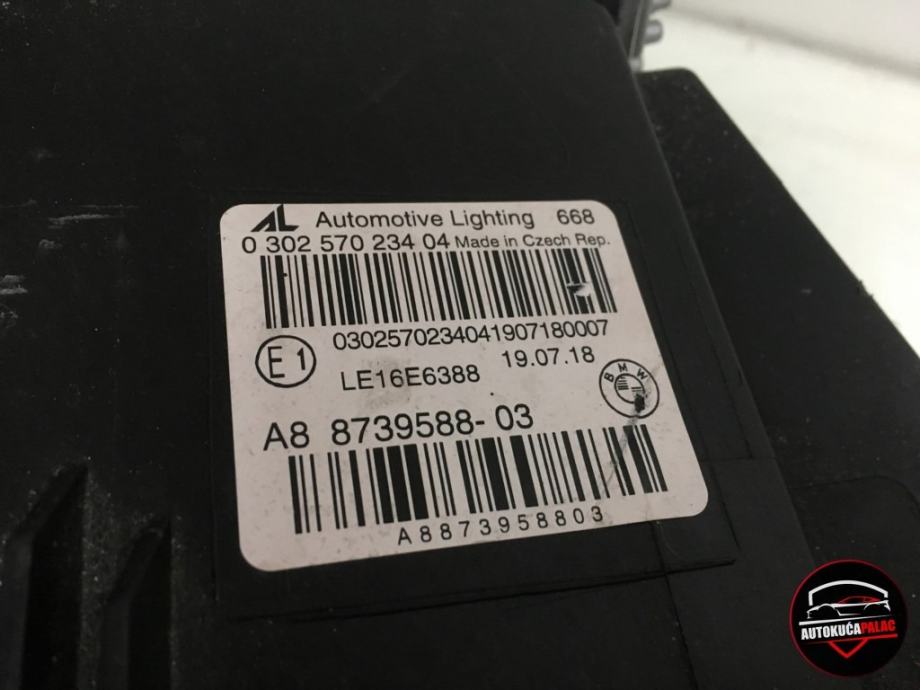 AL Automotive Lighting 668
0 302 570 234 04 Made in Czech Rep.
0302570234041907180007
E1
LE16E6388 19.07.18
BMW
A8 8739588-03
A8873958803
AUTOKUĆAPALAC